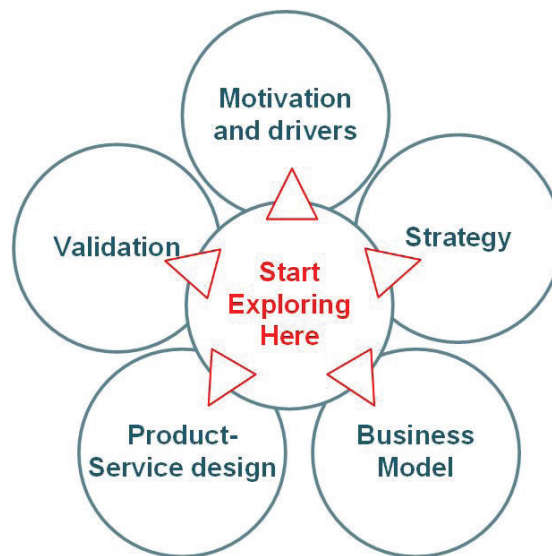 Motivation
and drivers
Strategy
Validation
Start
Exploring
Here
Product-
Service design
Business
Model